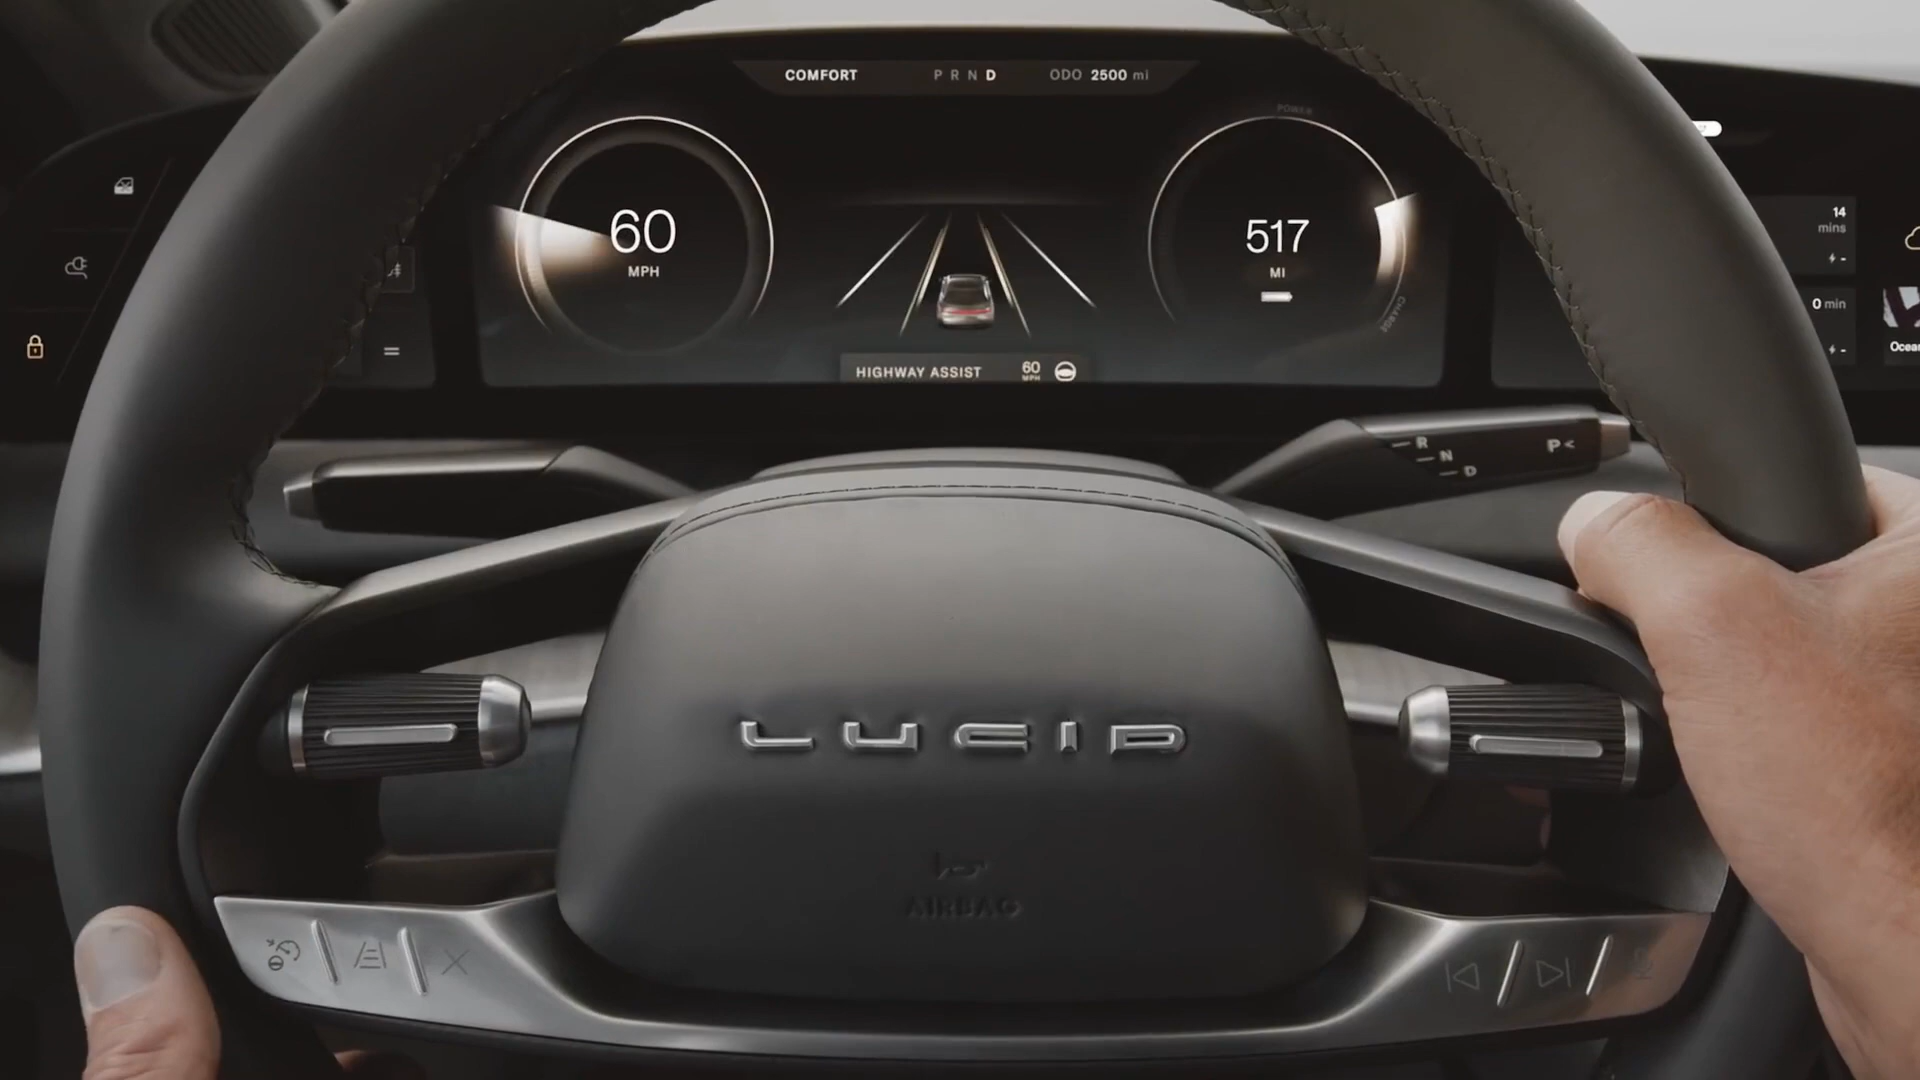 COMFORT P R N D ODO 2500 mi
POWER
60
MPH
517
MI
CHARGE
HIGHWAY ASSIST 60 MPH
14
mins
0 min
R
N
D
P<
LUCID
AIRBAG